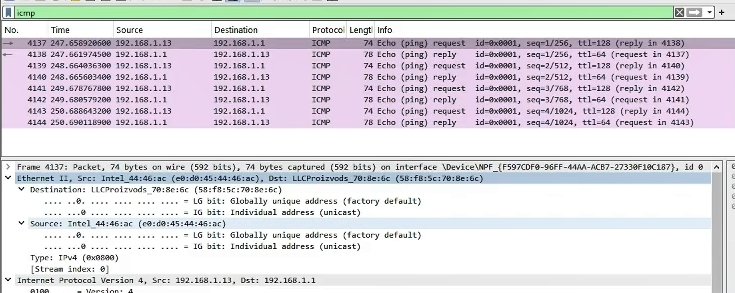 icmp
No. Time Source Destination Protocol Lengtl Info
4137 247.658920600 192.168.1.13 192.168.1.1 ICMP 74 Echo (ping) request id=0x0001, seq=1/256, ttl=128 (reply in 4138)
4138 247.661974500 192.168.1.1 192.168.1.13 ICMP 78 Echo (ping) reply id=0x0001, seq=1/256, ttl=64 (request in 4137)
4139 248.664036300 192.168.1.13 192.168.1.1 ICMP 74 Echo (ping) request id=0x0001, seq=2/512, ttl=128 (reply in 4140)
4140 248.665603400 192.168.1.1 192.168.1.13 ICMP 78 Echo (ping) reply id=0x0001, seq=2/512, ttl=64 (request in 4139)
4141 249.678767800 192.168.1.13 192.168.1.1 ICMP 74 Echo (ping) request id=0x0001, seq=3/768, ttl=128 (reply in 4142)
4142 249.680579200 192.168.1.1 192.168.1.13 ICMP 78 Echo (ping) reply id=0x0001, seq=3/768, ttl=64 (request in 4141)
4143 250.688643200 192.168.1.13 192.168.1.1 ICMP 74 Echo (ping) request id=0x0001, seq=4/1024, ttl=128 (reply in 4144)
4144 250.690118900 192.168.1.1 192.168.1.13 ICMP 78 Echo (ping) reply id=0x0001, seq=4/1024, ttl=64 (request in 4143)
Frame 4137: Packet, 74 bytes on wire (592 bits), 74 bytes captured (592 bits) on interface \Device\NPF_{F597CDF0-96FF-44AA-ACB7-27330F10C187}, id 0
Ethernet II, Src: Intel_44:46:ac (e0:d0:45:44:46:ac), Dst: LLCProizvods_70:8e:6c (58:f8:5c:70:8e:6c)
Destination: LLCProizvods_70:8e:6c (58:f8:5c:70:8e:6c)
.... ..0. .... .... .... .... = LG bit: Globally unique address (factory default)
.... ...0 .... .... .... .... = IG bit: Individual address (unicast)
Source: Intel_44:46:ac (e0:d0:45:44:46:ac)
.... ..0. .... .... .... .... = LG bit: Globally unique address (factory default)
.... ...0 .... .... .... .... = IG bit: Individual address (unicast)
Type: IPv4 (0x0800)
[Stream index: 0]
Internet Protocol Version 4, Src: 192.168.1.13, Dst: 192.168.1.1
0100 .... = Version: 4